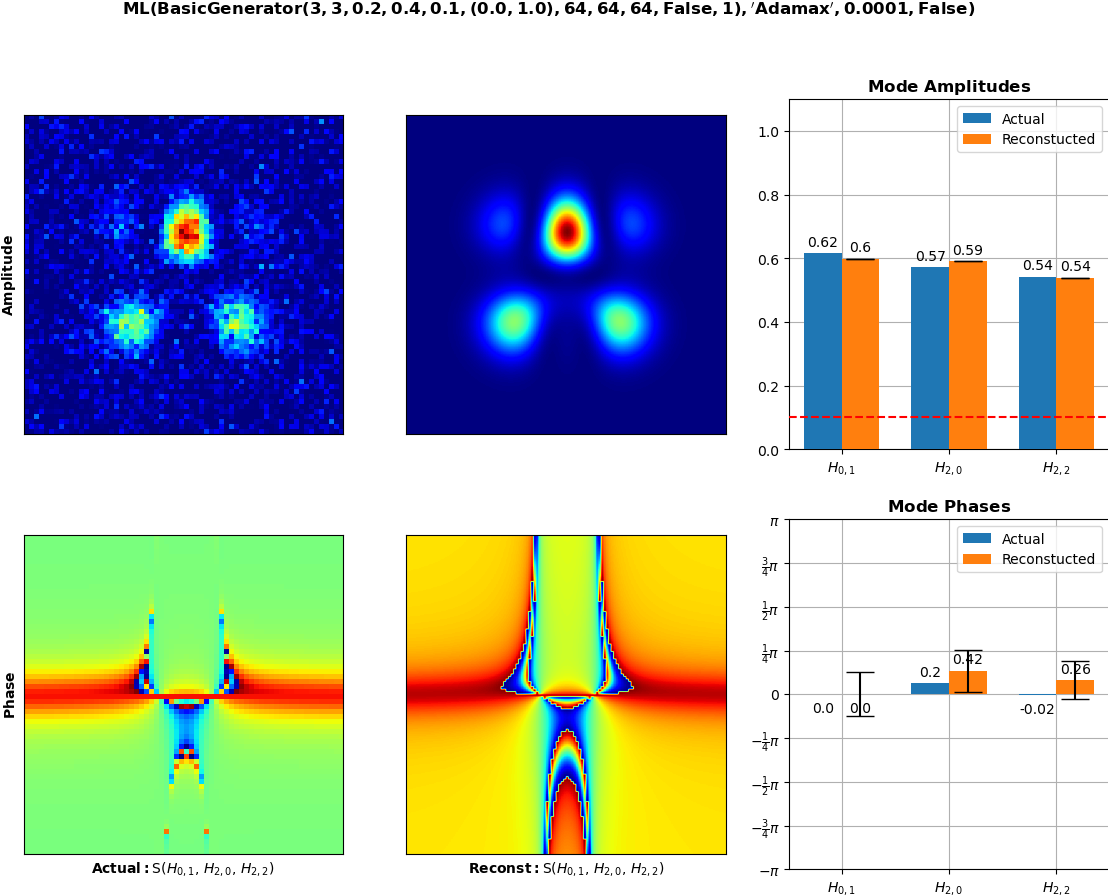 ML(BasicGenerator(3, 3, 0.2, 0.4, 0.1, (0.0, 1.0), 64, 64, 64, False, 1), ′Adamax′, 0.0001, False)
Amplitude
Mode Amplitudes
Actual
Reconstucted
1.0
0.8
0.6
0.4
0.2
0.0
0.62
0.6
0.57
0.59
0.54
0.54
H0, 1
H2, 0
H2, 2
Phase
Actual: S(H0, 1, H2, 0, H2, 2)
Reconst: S(H0, 1, H2, 0, H2, 2)
Mode Phases
Actual
Reconstucted
π
3/4π
1/2π
1/4π
0
−1/4π
−1/2π
−3/4π
−π
0.0
0.0
0.2
0.42
-0.02
0.26
H0, 1
H2, 0
H2, 2